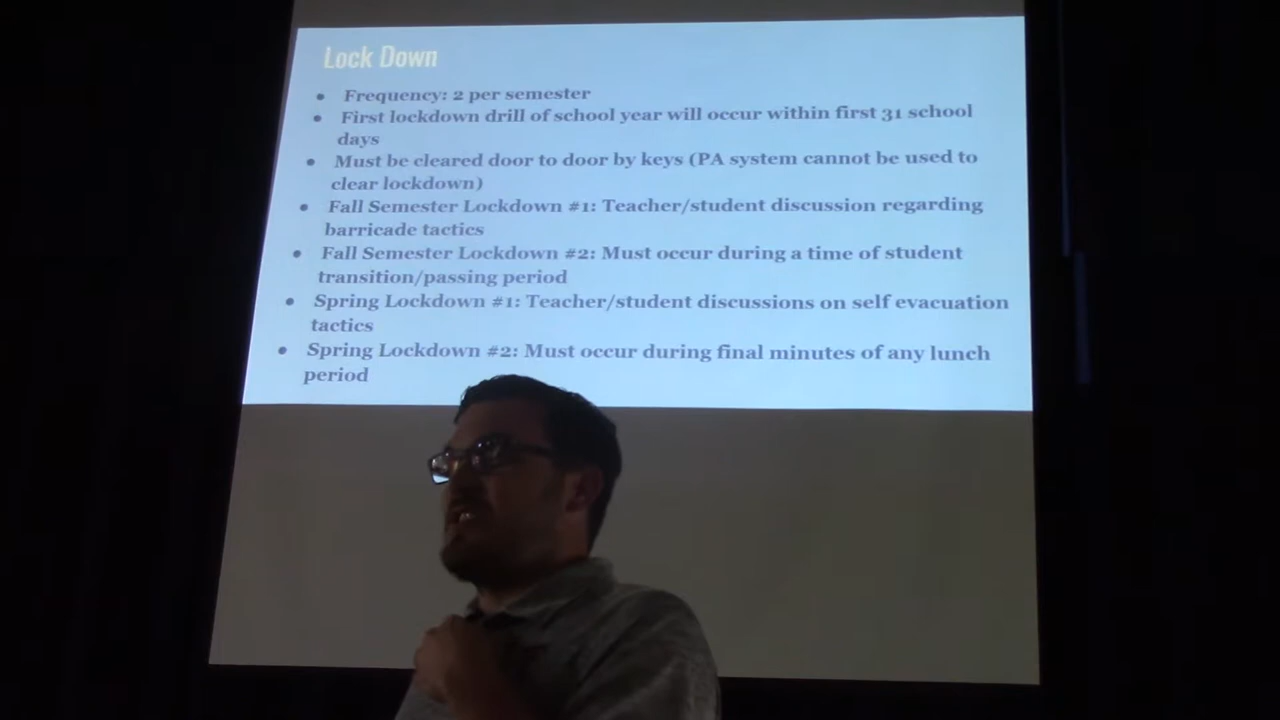 Lock Down
● Frequency: 2 per semester
● First lockdown drill of school year will occur within first 31 school
days
● Must be cleared door to door by keys (PA system cannot be used to
clear lockdown)
● Fall Semester Lockdown #1: Teacher/student discussion regarding
barricade tactics
● Fall Semester Lockdown #2: Must occur during a time of student
transition/passing period
● Spring Lockdown #1: Teacher/student discussions on self evacuation
tactics
● Spring Lockdown #2: Must occur during final minutes of any lunch
period